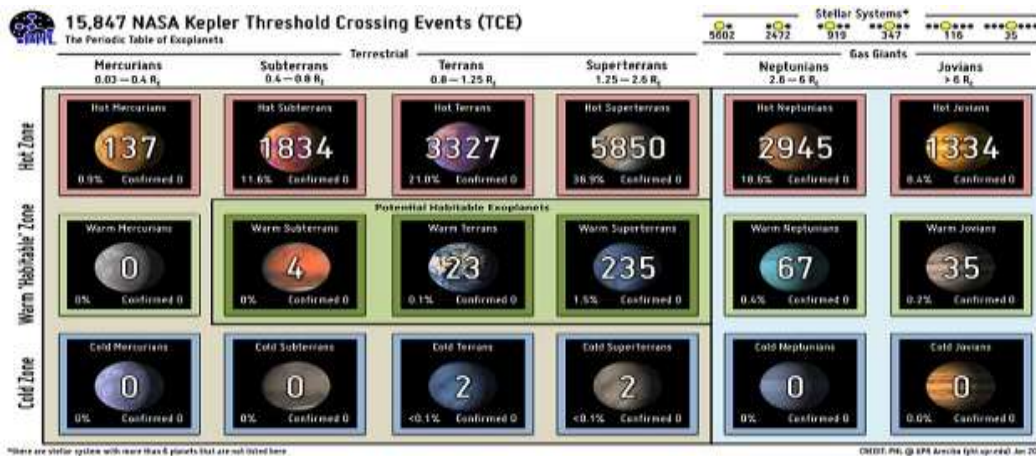 15,847 NASA Kepler Threshold Crossing Events (TCE)
The Periodic Table of Exoplanets
Stellar Systems*
5602 2472 919 347 116 35
Terrestrial
Gas Giants
Mercurians
0.03 — 0.4 RE
Subterrans
0.4 — 0.8 RE
Terrans
0.8 — 1.25 RE
Superterrans
1.25 — 2.6 RE
Neptunians
2.6 — 6 RE
Jovians
> 6 RE
Hot Zone
Hot Mercurians
137
0.9% Confirmed 0
Hot Subterrans
1834
11.6% Confirmed 0
Hot Terrans
3327
21.0% Confirmed 0
Hot Superterrans
5850
36.9% Confirmed 0
Hot Neptunians
2945
18.6% Confirmed 0
Hot Jovians
1334
8.4% Confirmed 0
Warm "Habitable" Zone
Potential Habitable Exoplanets
Warm Mercurians
0
0% Confirmed 0
Warm Subterrans
4
0% Confirmed 0
Warm Terrans
23
0.1% Confirmed 0
Warm Superterrans
235
1.5% Confirmed 0
Warm Neptunians
67
0.4% Confirmed 0
Warm Jovians
35
0.2% Confirmed 0
Cold Zone
Cold Mercurians
0
0% Confirmed 0
Cold Subterrans
0
0% Confirmed 0
Cold Terrans
2
<0.1% Confirmed 0
Cold Superterrans
2
<0.1% Confirmed 0
Cold Neptunians
0
0% Confirmed 0
Cold Jovians
0
0.0% Confirmed 0
*there are stellar system with more than 6 planets that are not listed here
CREDIT: PHL @ UPR Arecibo (phl.upr.edu) Jan